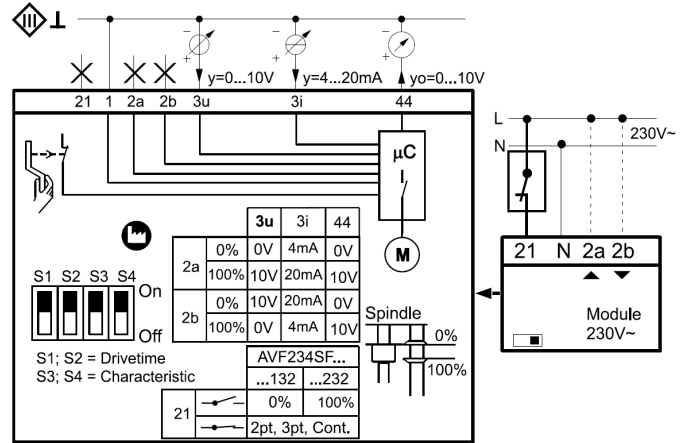 III ⊥
− − −
+ + +
y=0...10V y=4...20mA yo=0...10V
21 1 2a 2b 3u 3i 44
L
N
230V~
µC
M
3u 3i 44
2a 0% 0V 4mA 0V
100% 10V 20mA 10V
2b 0% 10V 20mA 0V
100% 0V 4mA 10V
S1 S2 S3 S4
On
Off
S1; S2 = Drivetime
S3; S4 = Characteristic
Spindle
0%
100%
AVF234SF...
...132 ...232
21 0% 100%
2pt, 3pt, Cont.
21 N 2a 2b
Module
230V~